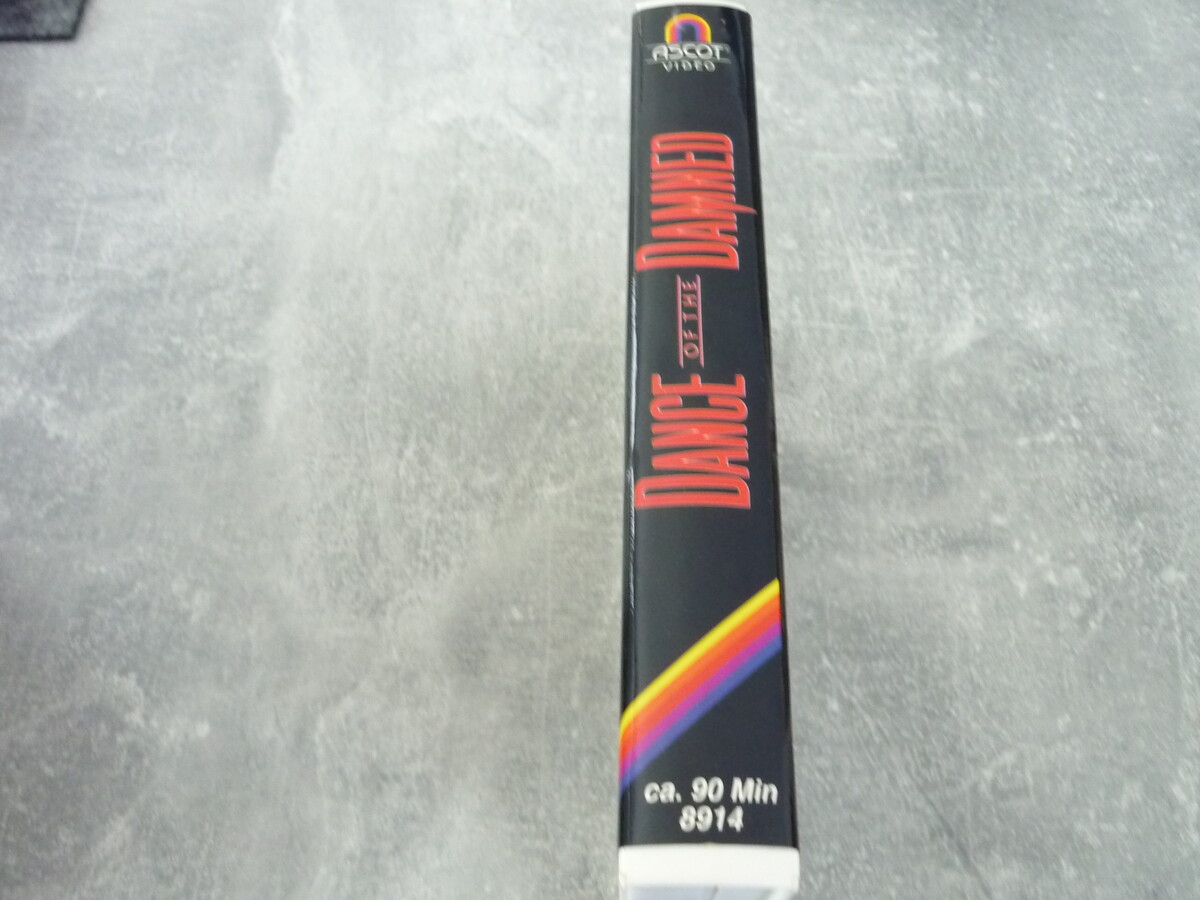 ASCOT
VIDEO
DANCE OF THE DAMNED
ca. 90 Min
8914